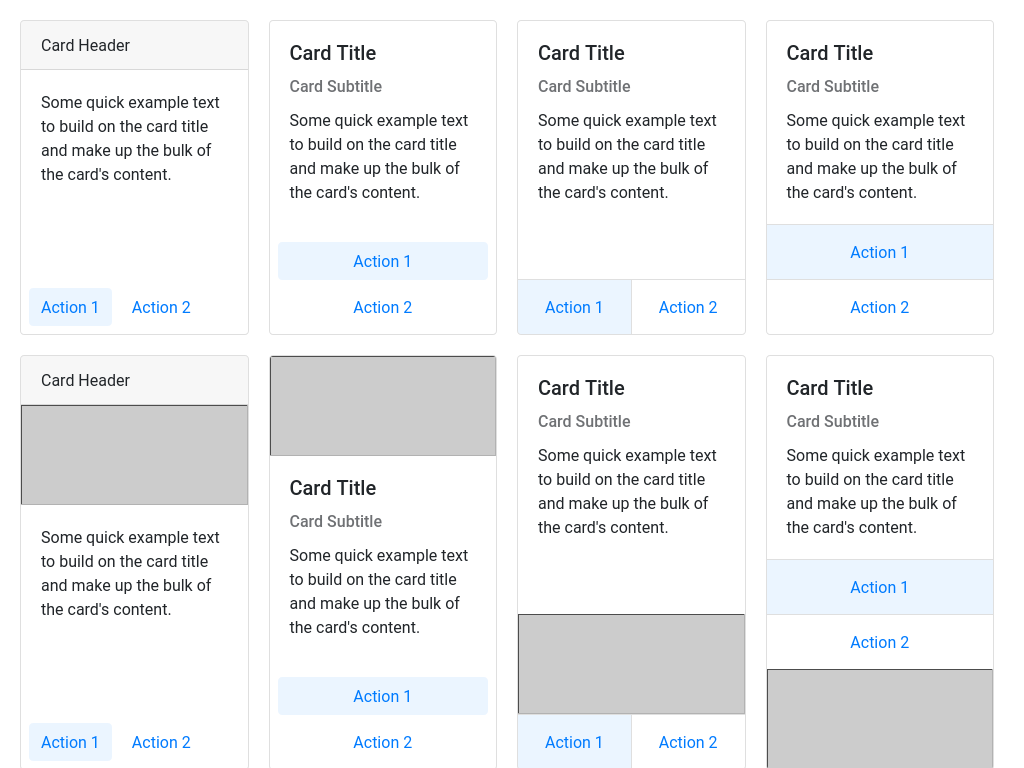 Card Header
Some quick example text
to build on the card title
and make up the bulk of
the card's content.
Action 1
Action 2
Card Title
Card Subtitle
Some quick example text
to build on the card title
and make up the bulk of
the card's content.
Action 1
Action 2
Card Title
Card Subtitle
Some quick example text
to build on the card title
and make up the bulk of
the card's content.
Action 1
Action 2
Card Title
Card Subtitle
Some quick example text
to build on the card title
and make up the bulk of
the card's content.
Action 1
Action 2
Card Header
Some quick example text
to build on the card title
and make up the bulk of
the card's content.
Action 1
Action 2
Card Title
Card Subtitle
Some quick example text
to build on the card title
and make up the bulk of
the card's content.
Action 1
Action 2
Card Title
Card Subtitle
Some quick example text
to build on the card title
and make up the bulk of
the card's content.
Action 1
Action 2
Card Title
Card Subtitle
Some quick example text
to build on the card title
and make up the bulk of
the card's content.
Action 1
Action 2